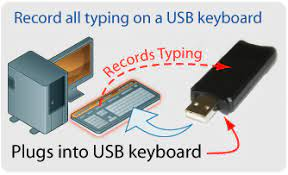 Record all typing on a USB keyboard
Records Typing
Plugs into USB keyboard